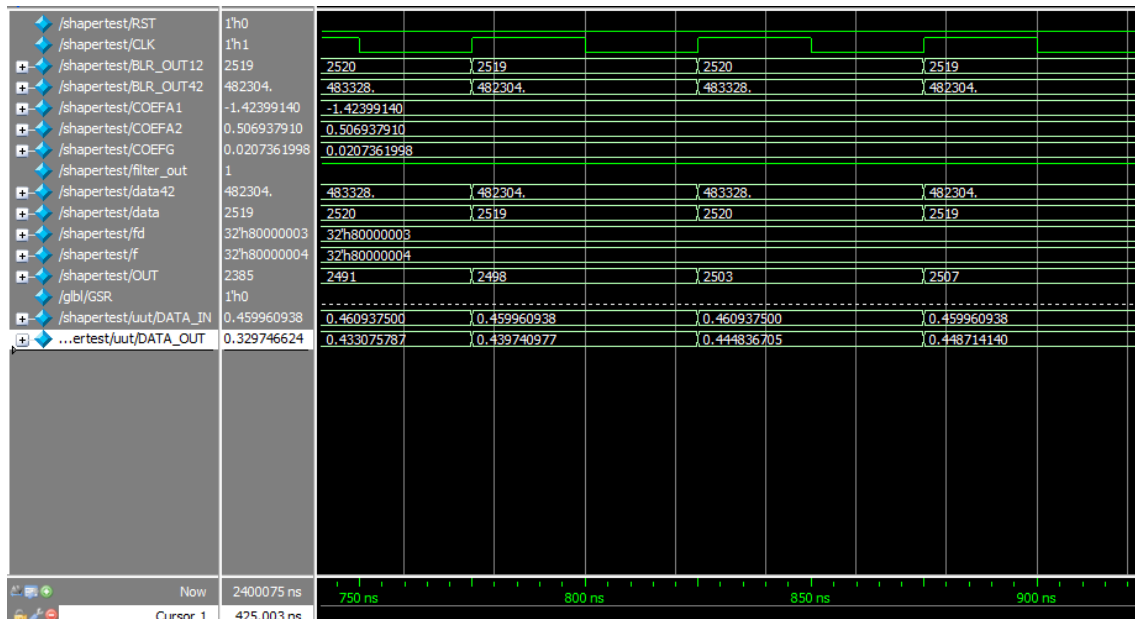 /shapertest/RST 1'h0
/shapertest/CLK 1'h1
/shapertest/BLR_OUT12 2519 2520 2519 2520 2519
/shapertest/BLR_OUT42 482304. 483328. 482304. 483328. 482304.
/shapertest/COEFA1 -1.42399140 -1.42399140
/shapertest/COEFA2 0.506937910 0.506937910
/shapertest/COEFG 0.0207361998 0.0207361998
/shapertest/filter_out 1
/shapertest/data42 482304. 483328. 482304. 483328. 482304.
/shapertest/data 2519 2520 2519 2520 2519
/shapertest/fd 32'h80000003 32'h80000003
/shapertest/f 32'h80000004 32'h80000004
/shapertest/OUT 2385 2491 2498 2503 2507
/glbl/GSR 1'h0
/shapertest/uut/DATA_IN 0.459960938 0.460937500 0.459960938 0.460937500 0.459960938
...ertest/uut/DATA_OUT 0.329746624 0.433075787 0.439740977 0.444836705 0.448714140
Now 2400075 ns 750 ns 800 ns 850 ns 900 ns
Cursor 1 425.003 ns